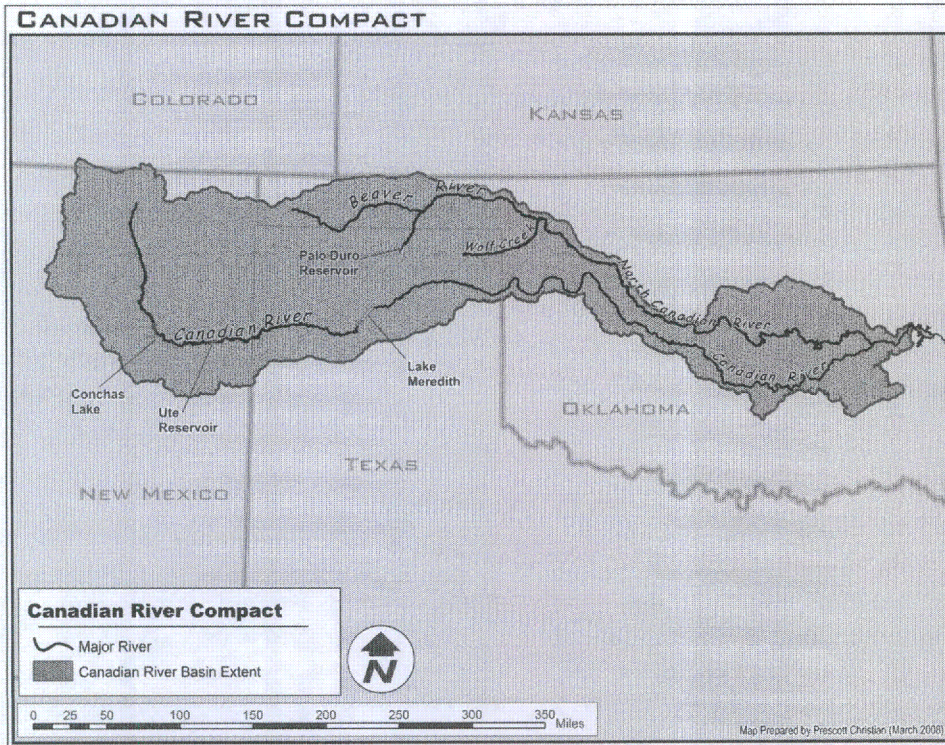 CANADIAN RIVER COMPACT
COLORADO
KANSAS
Beaver River
Palo Duro
Reservoir
Wolf Creek
North Canadian River
Canadian River
Canadian River
Lake
Meredith
Conchas
Lake
Ute
Reservoir
OKLAHOMA
TEXAS
NEW MEXICO
Canadian River Compact
Major River
Canadian River Basin Extent
N
0 25 50 100 150 200 250 300 350 Miles
Map Prepared by Prescott Christian (March 2008)